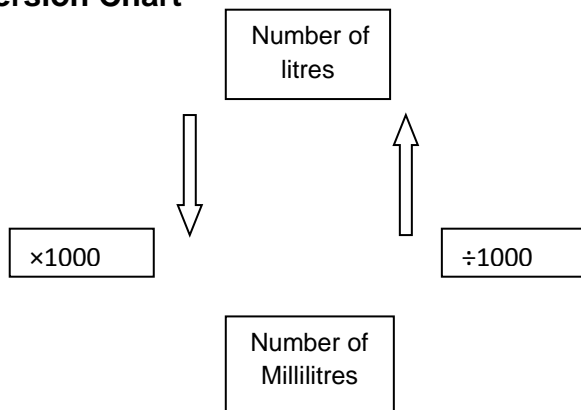 ersion Chart
Number of
litres
×1000
÷1000
Number of
Millilitres